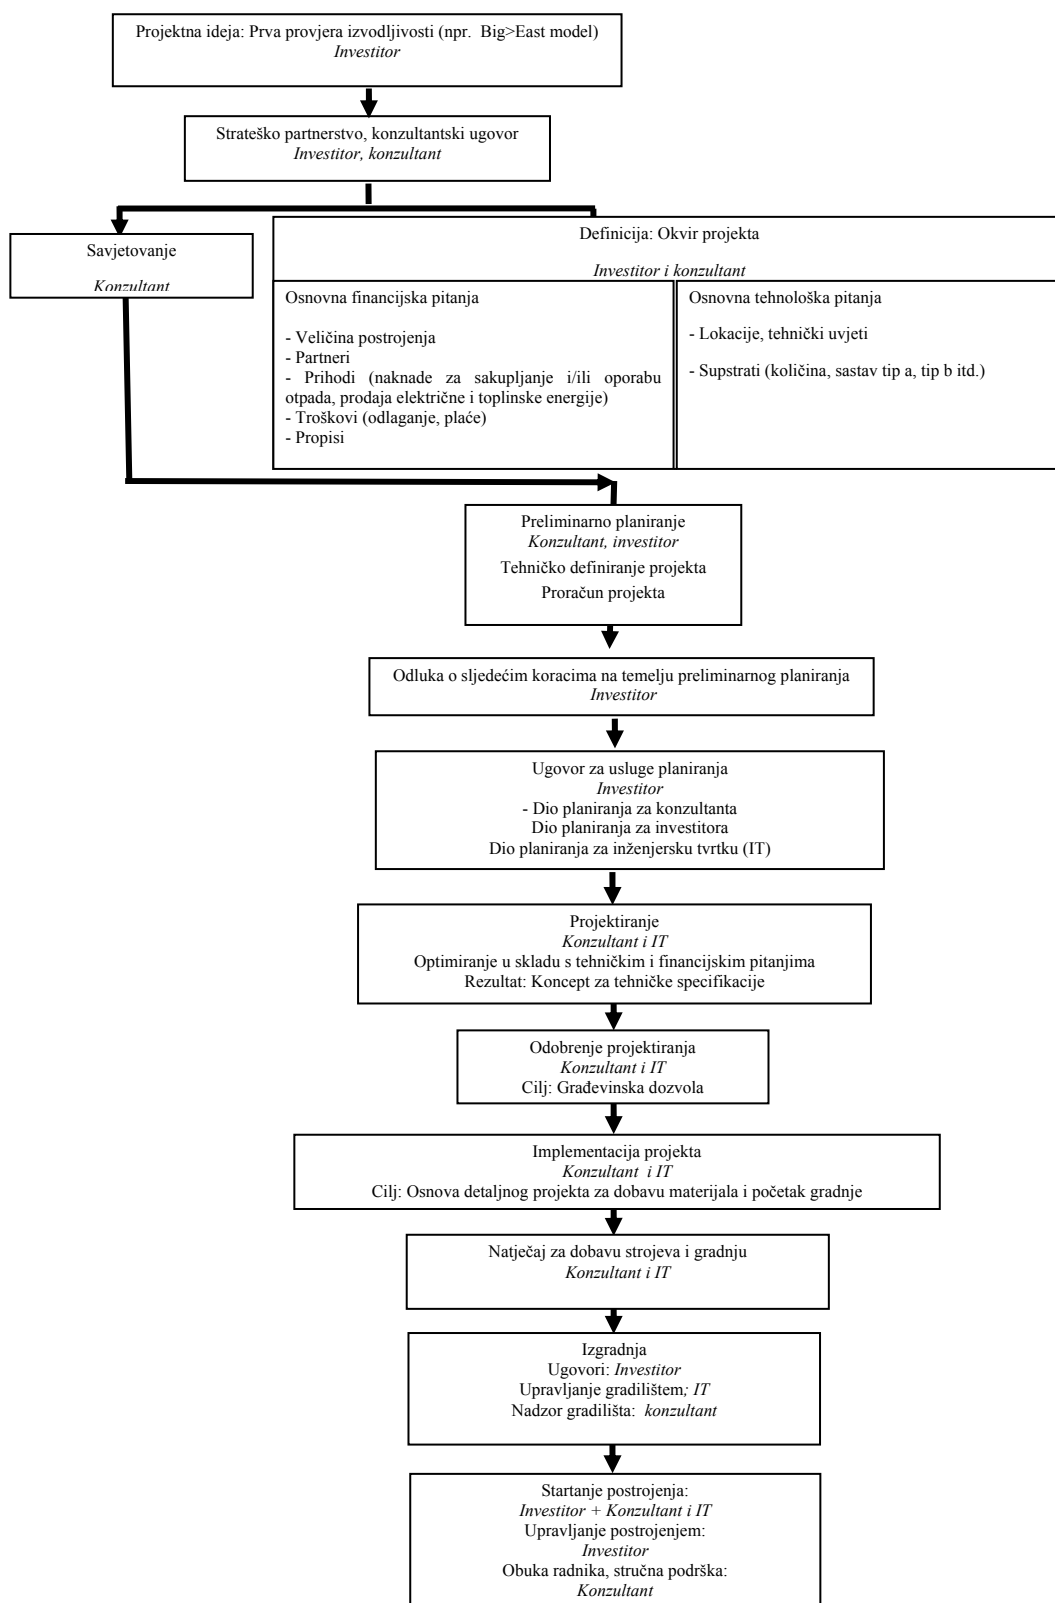 Projektna ideja: Prva provjera izvodljivosti (npr. Big>East model)
Investitor
Strateško partnerstvo, konzultantski ugovor
Investitor, konzultant
Savjetovanje
Konzultant
Definicija: Okvir projekta
Investitor i konzultant
Osnovna financijska pitanja
- Veličina postrojenja
- Partneri
- Prihodi (naknade za sakupljanje i/ili oporabu
otpada, prodaja električne i toplinske energije)
- Troškovi (odlaganje, plaće)
- Propisi
Osnovna tehnološka pitanja
- Lokacije, tehnički uvjeti
- Supstrati (količina, sastav tip a, tip b itd.)
Preliminarno planiranje
Konzultant, investitor
Tehničko definiranje projekta
Proračun projekta
Odluka o sljedećim koracima na temelju preliminarnog planiranja
Investitor
Ugovor za usluge planiranja
Investitor
- Dio planiranja za konzultanta
Dio planiranja za investitora
Dio planiranja za inženjersku tvrtku (IT)
Projektiranje
Konzultant i IT
Optimiranje u skladu s tehničkim i financijskim pitanjima
Rezultat: Koncept za tehničke specifikacije
Odobrenje projektiranja
Konzultant i IT
Cilj: Građevinska dozvola
Implementacija projekta
Konzultant i IT
Cilj: Osnova detaljnog projekta za dobavu materijala i početak gradnje
Natječaj za dobavu strojeva i gradnju
Konzultant i IT
Izgradnja
Ugovori: Investitor
Upravljanje gradilištem; IT
Nadzor gradilišta: konzultant
Startanje postrojenja:
Investitor + Konzultant i IT
Upravljanje postrojenjem:
Investitor
Obuka radnika, stručna podrška:
Konzultant